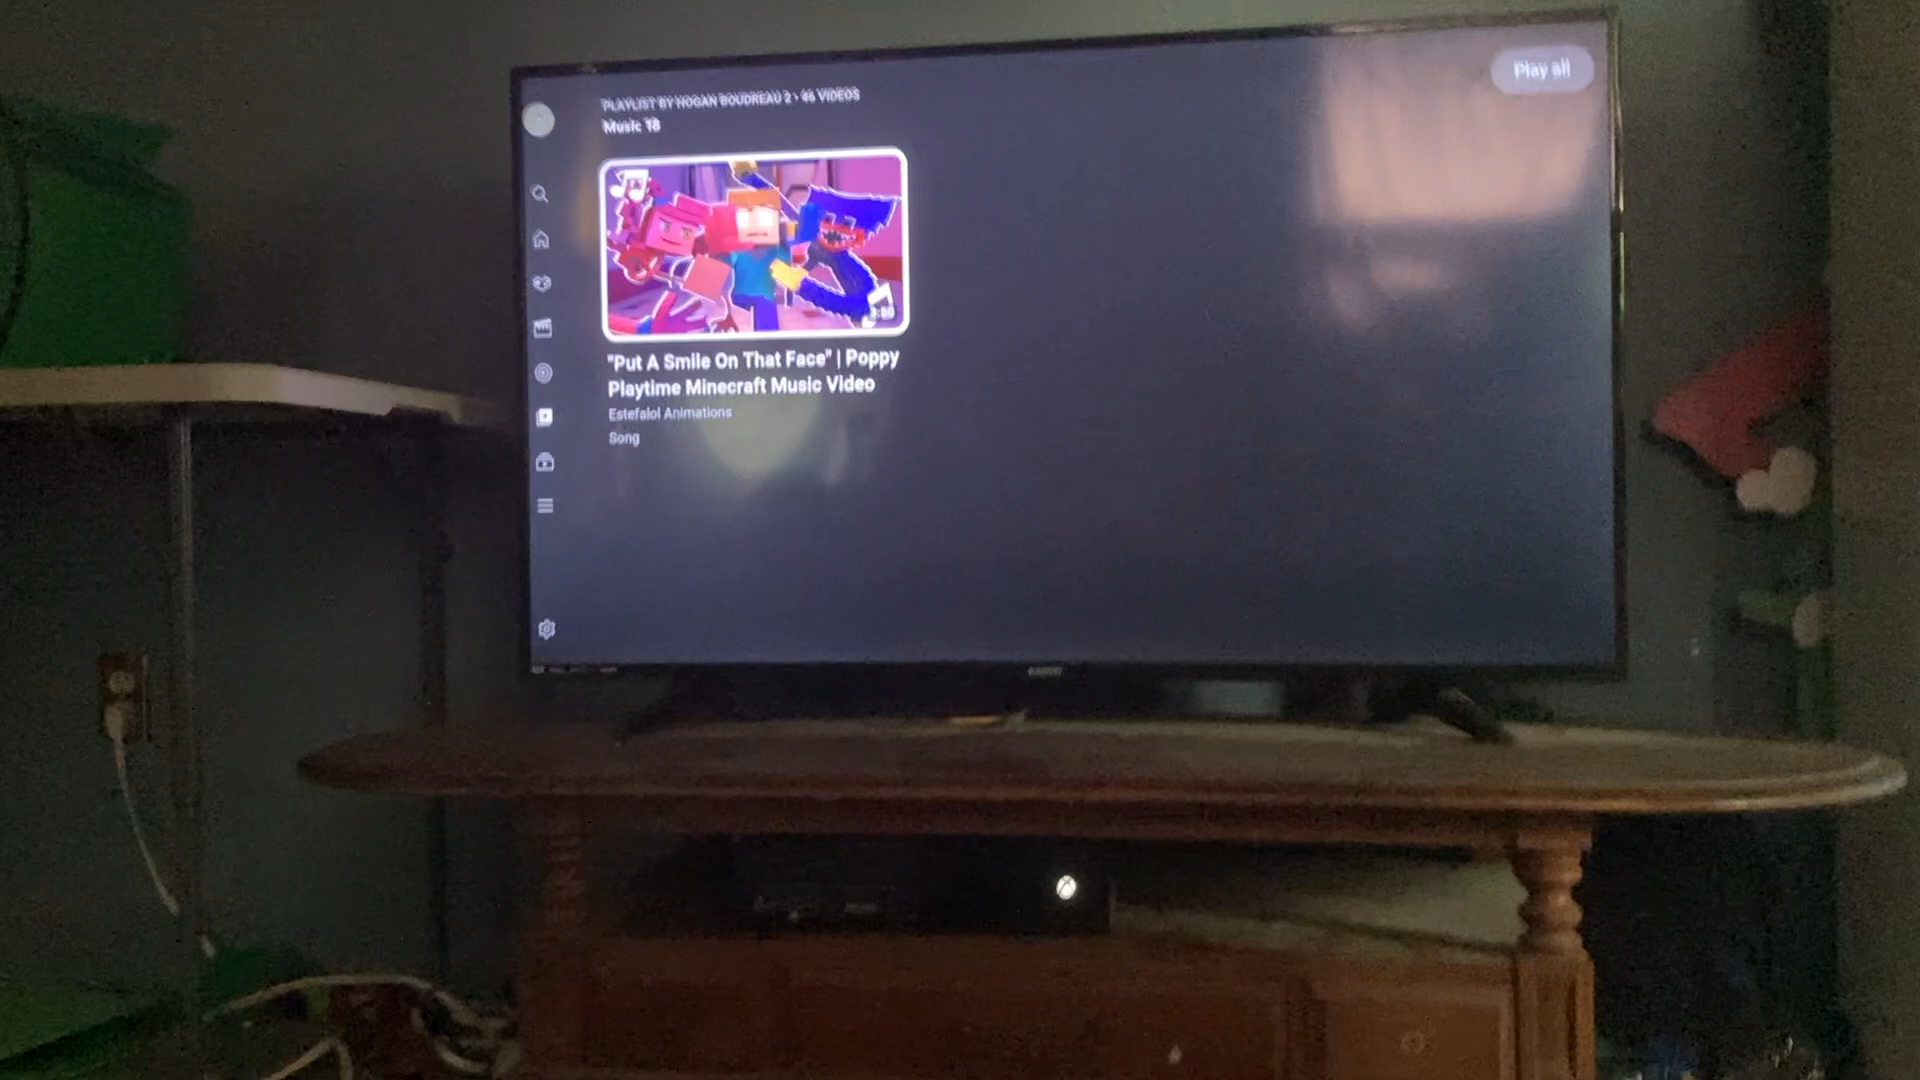 PLAYLIST BY HOGAN BOUDREAU 2 • 46 VIDEOS
Music 18
Play all
"Put A Smile On That Face" | Poppy
Playtime Minecraft Music Video
Estefalol Animations
Song